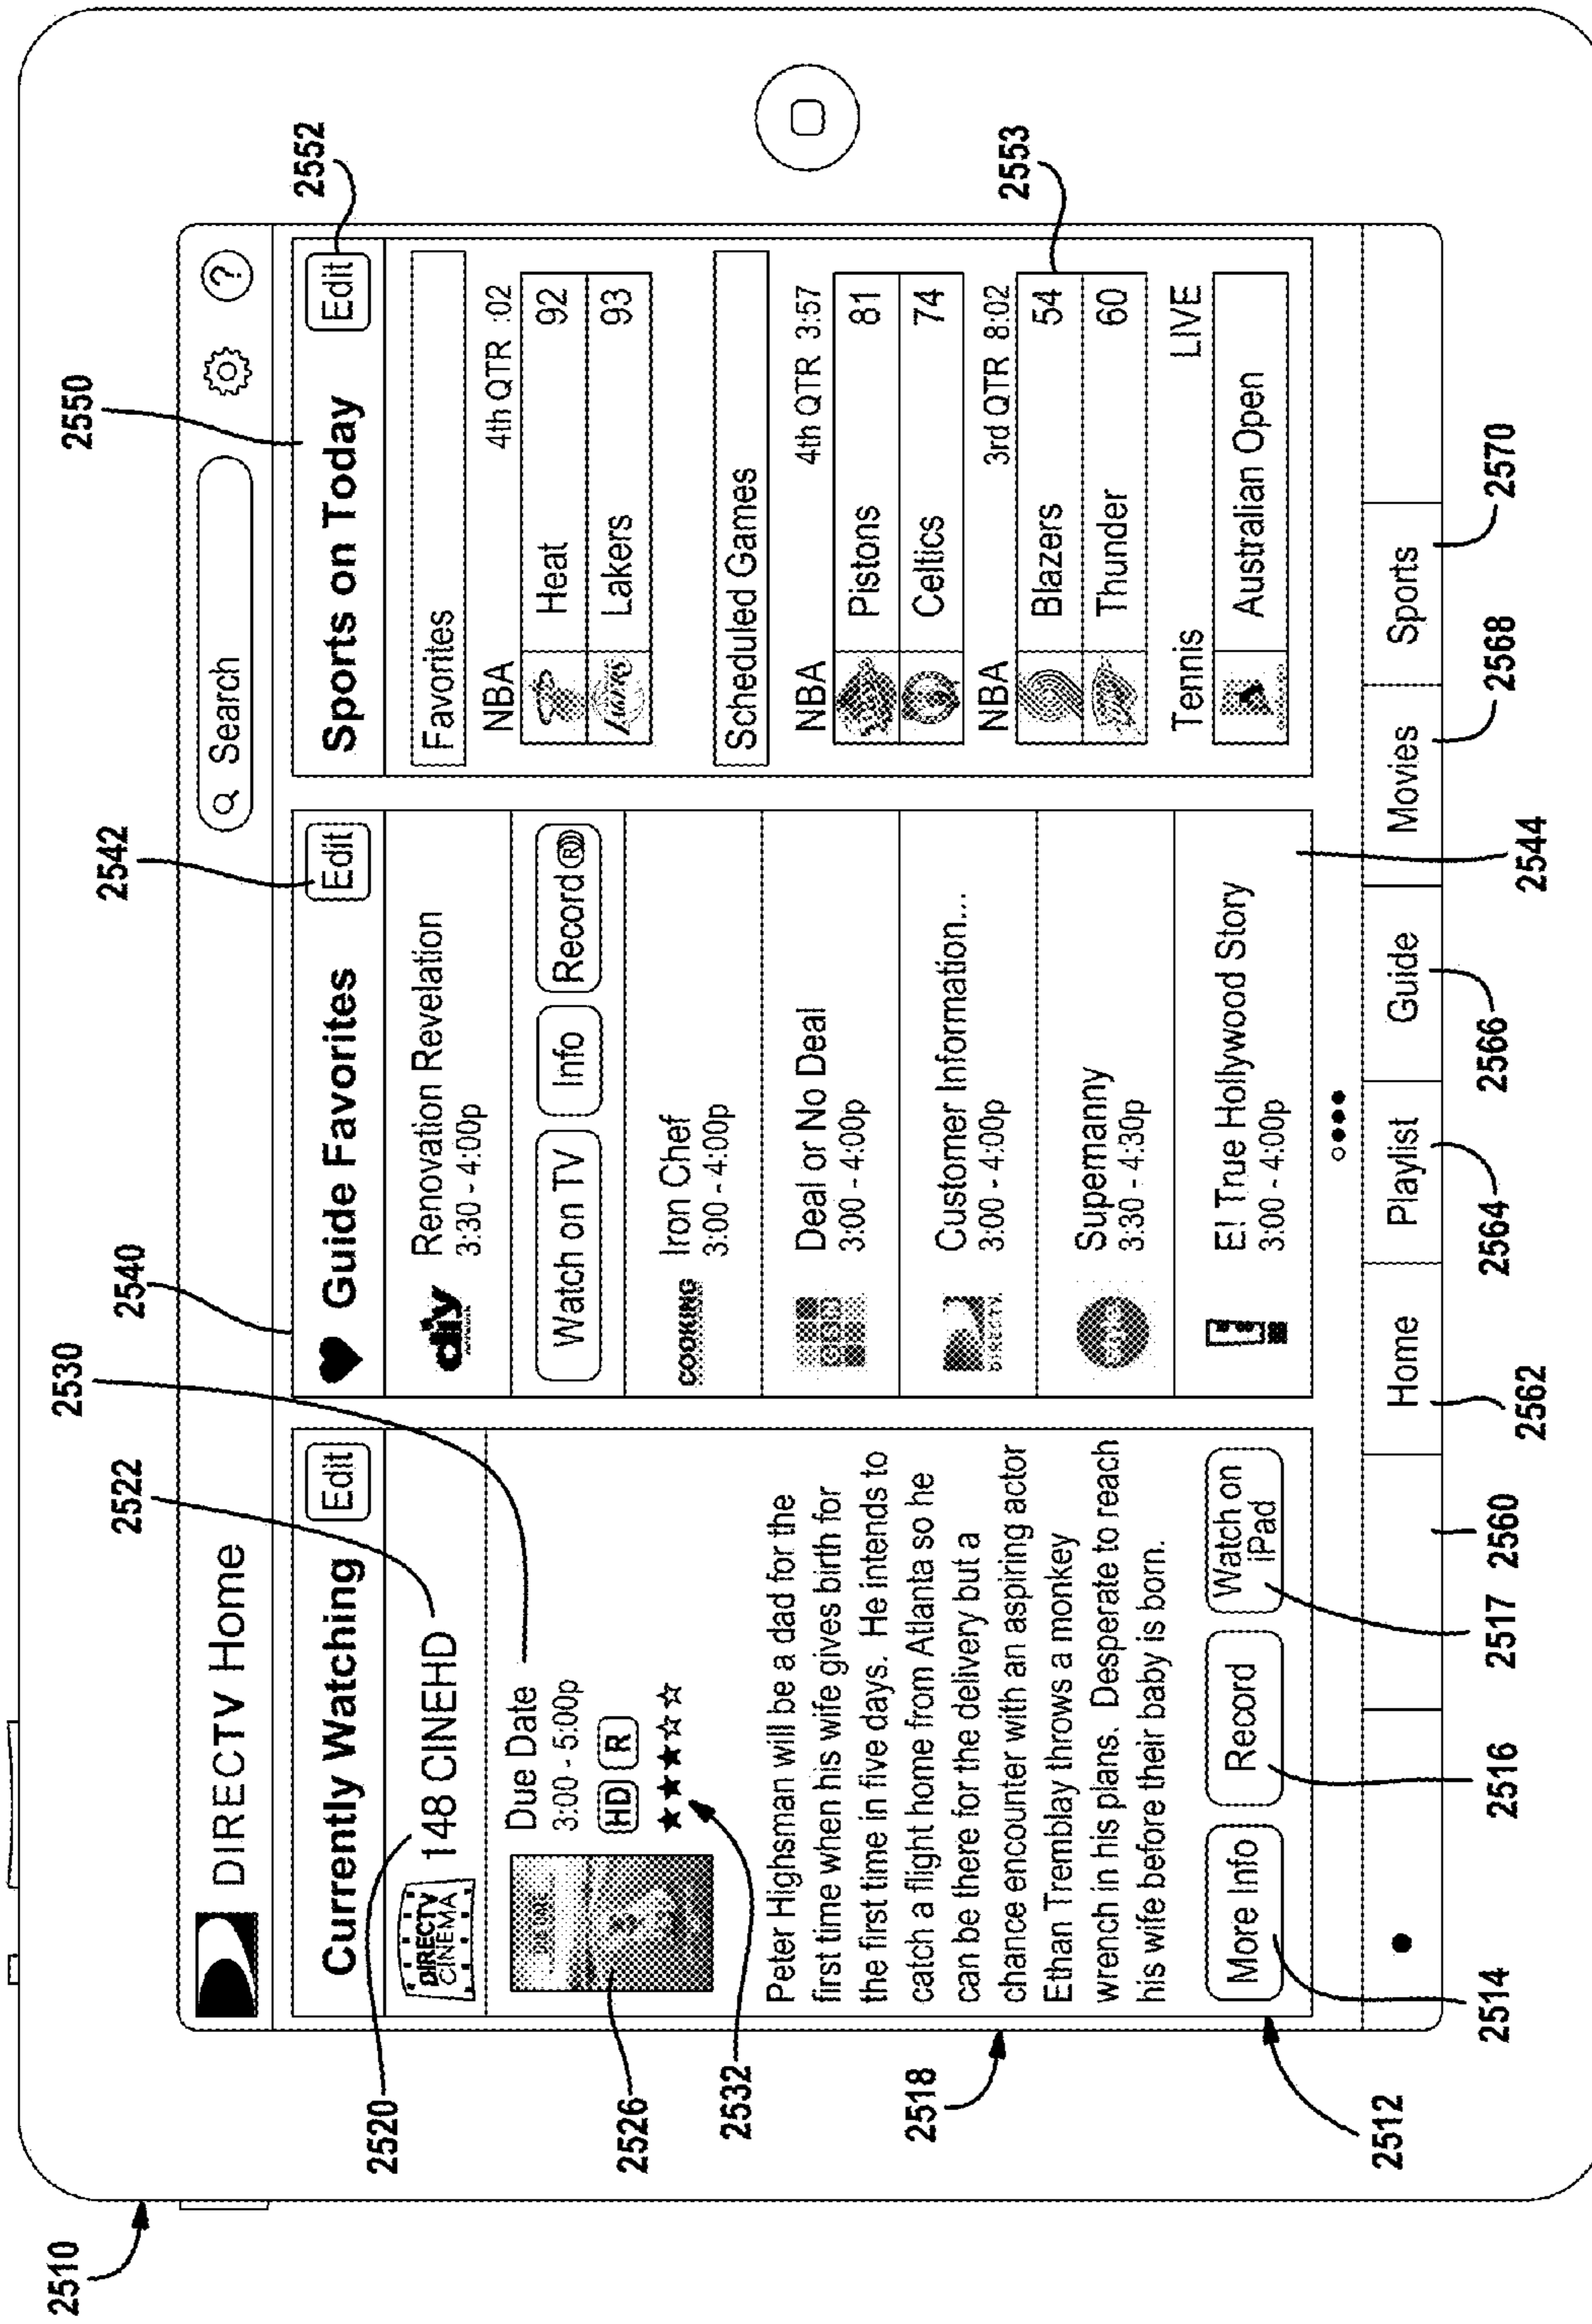 2510
2550
2552
2542
2540
2530
2522
DIRECTV Home
Search
?
Currently Watching
Edit
DIRECTV
CINEMA
148 CINEHD
Due Date
3:00 - 5:00p
HD R
Peter Highsman will be a dad for the
first time when his wife gives birth for
the first time in five days. He intends to
catch a flight home from Atlanta so he
can be there for the delivery but a
chance encounter with an aspiring actor
Ethan Tremblay throws a monkey
wrench in his plans. Desperate to reach
his wife before their baby is born.
More Info
Record
Watch on
iPad
Guide Favorites
Edit
diy
Renovation Revelation
3:30 - 4:00p
Watch on TV
Info
Record R
COOKING
Iron Chef
3:00 - 4:00p
Deal or No Deal
3:00 - 4:00p
DIRECTV
Customer Information...
3:00 - 4:00p
Supernanny
3:30 - 4:30p
E! True Hollywood Story
3:00 - 4:00p
Sports on Today
Edit
Favorites
NBA 4th QTR :02
Heat 92
Lakers 93
Scheduled Games
NBA 4th QTR 3:57
Pistons 81
Celtics 74
NBA 3rd QTR 8:02
Blazers 54
Thunder 60
Tennis LIVE
Australian Open
Home
Playlist
Guide
Movies
Sports
2520
2526
2532
2518
2512
2514
2516
2517
2560
2562
2564
2566
2544
2568
2570
2553